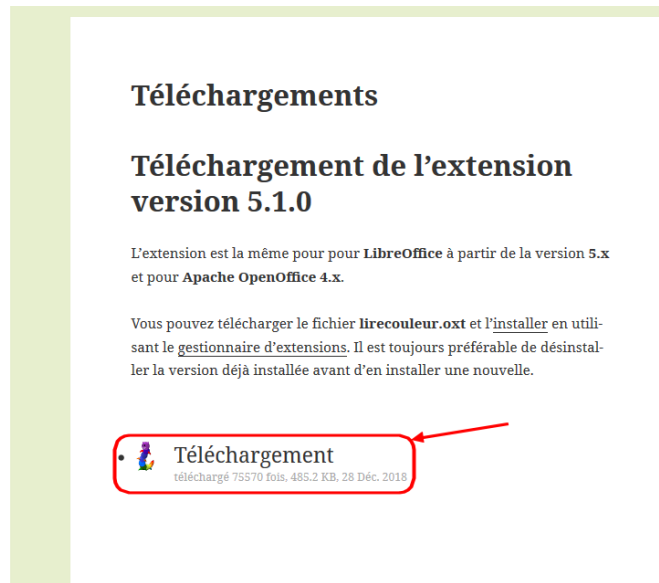 Téléchargements
Téléchargement de l’extension
version 5.1.0
L’extension est la même pour pour LibreOffice à partir de la version 5.x
et pour Apache OpenOffice 4.x.
Vous pouvez télécharger le fichier lirecouleur.oxt et l’installer en utili-
sant le gestionnaire d’extensions. Il est toujours préférable de désinstal-
ler la version déjà installée avant d’en installer une nouvelle.
• Téléchargement
téléchargé 75570 fois, 485.2 KB, 28 Déc. 2018